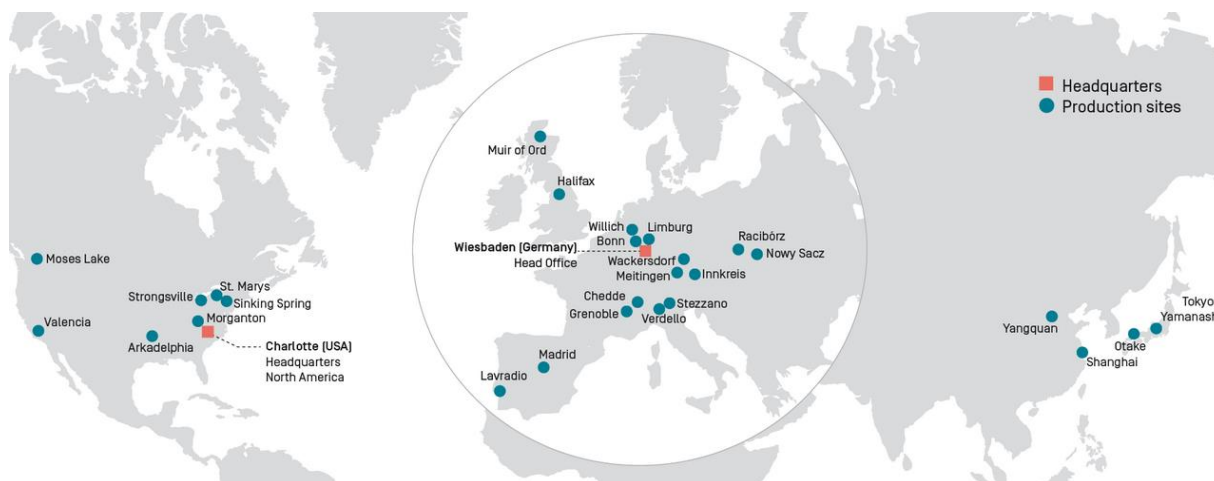 Headquarters
Production sites
Moses Lake
Valencia
Strongsville
St. Marys
Sinking Spring
Morganton
Arkadelphia
Charlotte (USA)
Headquarters
North America
Muir of Ord
Halifax
Willich
Limburg
Bonn
Wiesbaden (Germany)
Head Office
Wackersdorf
Meitingen
Innkreis
Racibörz
Nowy Sacz
Chedde
Grenoble
Stezzano
Verdello
Madrid
Lavradio
Yangquan
Shanghai
Otake
Tokyo
Yamanash